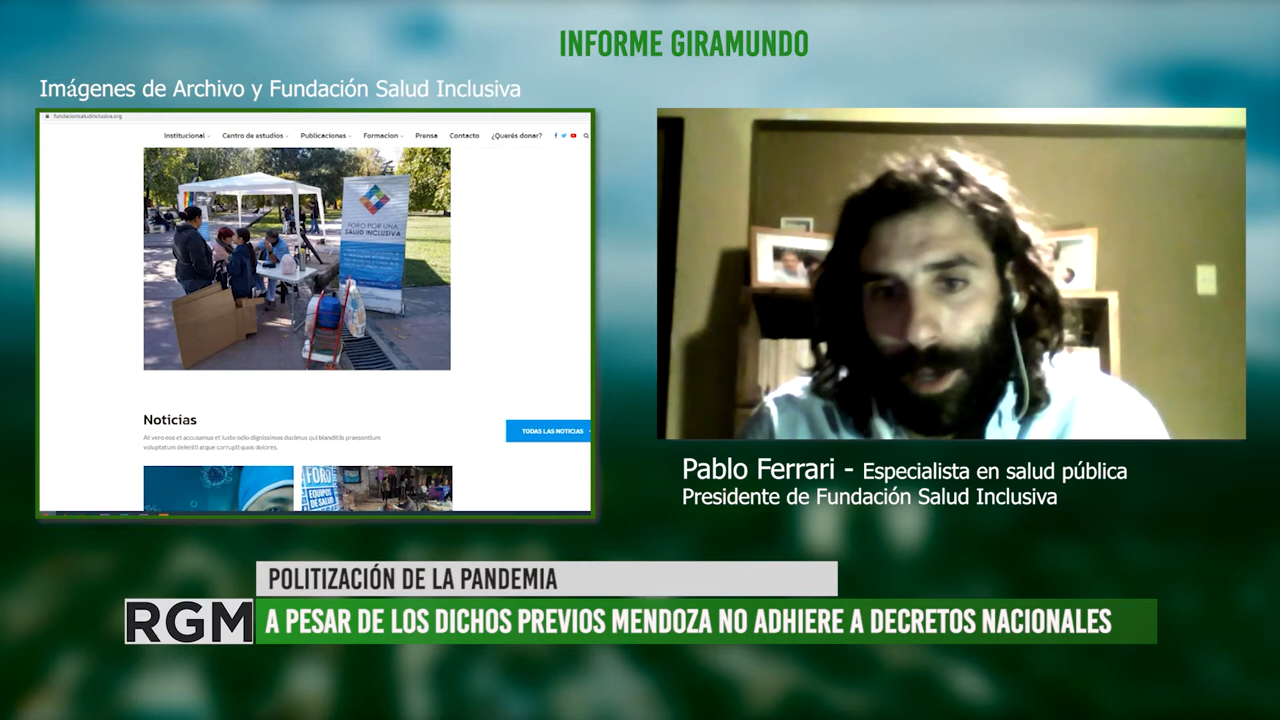 INFORME GIRAMUNDO
Imágenes de Archivo y Fundación Salud Inclusiva
fundacionsaludinclusiva.org
Institucional Centro de estudios Publicaciones Formacion Prensa Contacto ¿Querés donar?
FORO POR UNA
SALUD INCLUSIVA
Noticias
At vero eos et accusamus et iusto odio dignissimos ducimus qui blanditiis praesentium
voluptatum deleniti atque corrupti quos dolores.
TODAS LAS NOTICIAS
FORO
EQUIPOS
DE SALUD
Pablo Ferrari - Especialista en salud pública
Presidente de Fundación Salud Inclusiva
POLITIZACIÓN DE LA PANDEMIA
RGM
A PESAR DE LOS DICHOS PREVIOS MENDOZA NO ADHIERE A DECRETOS NACIONALES